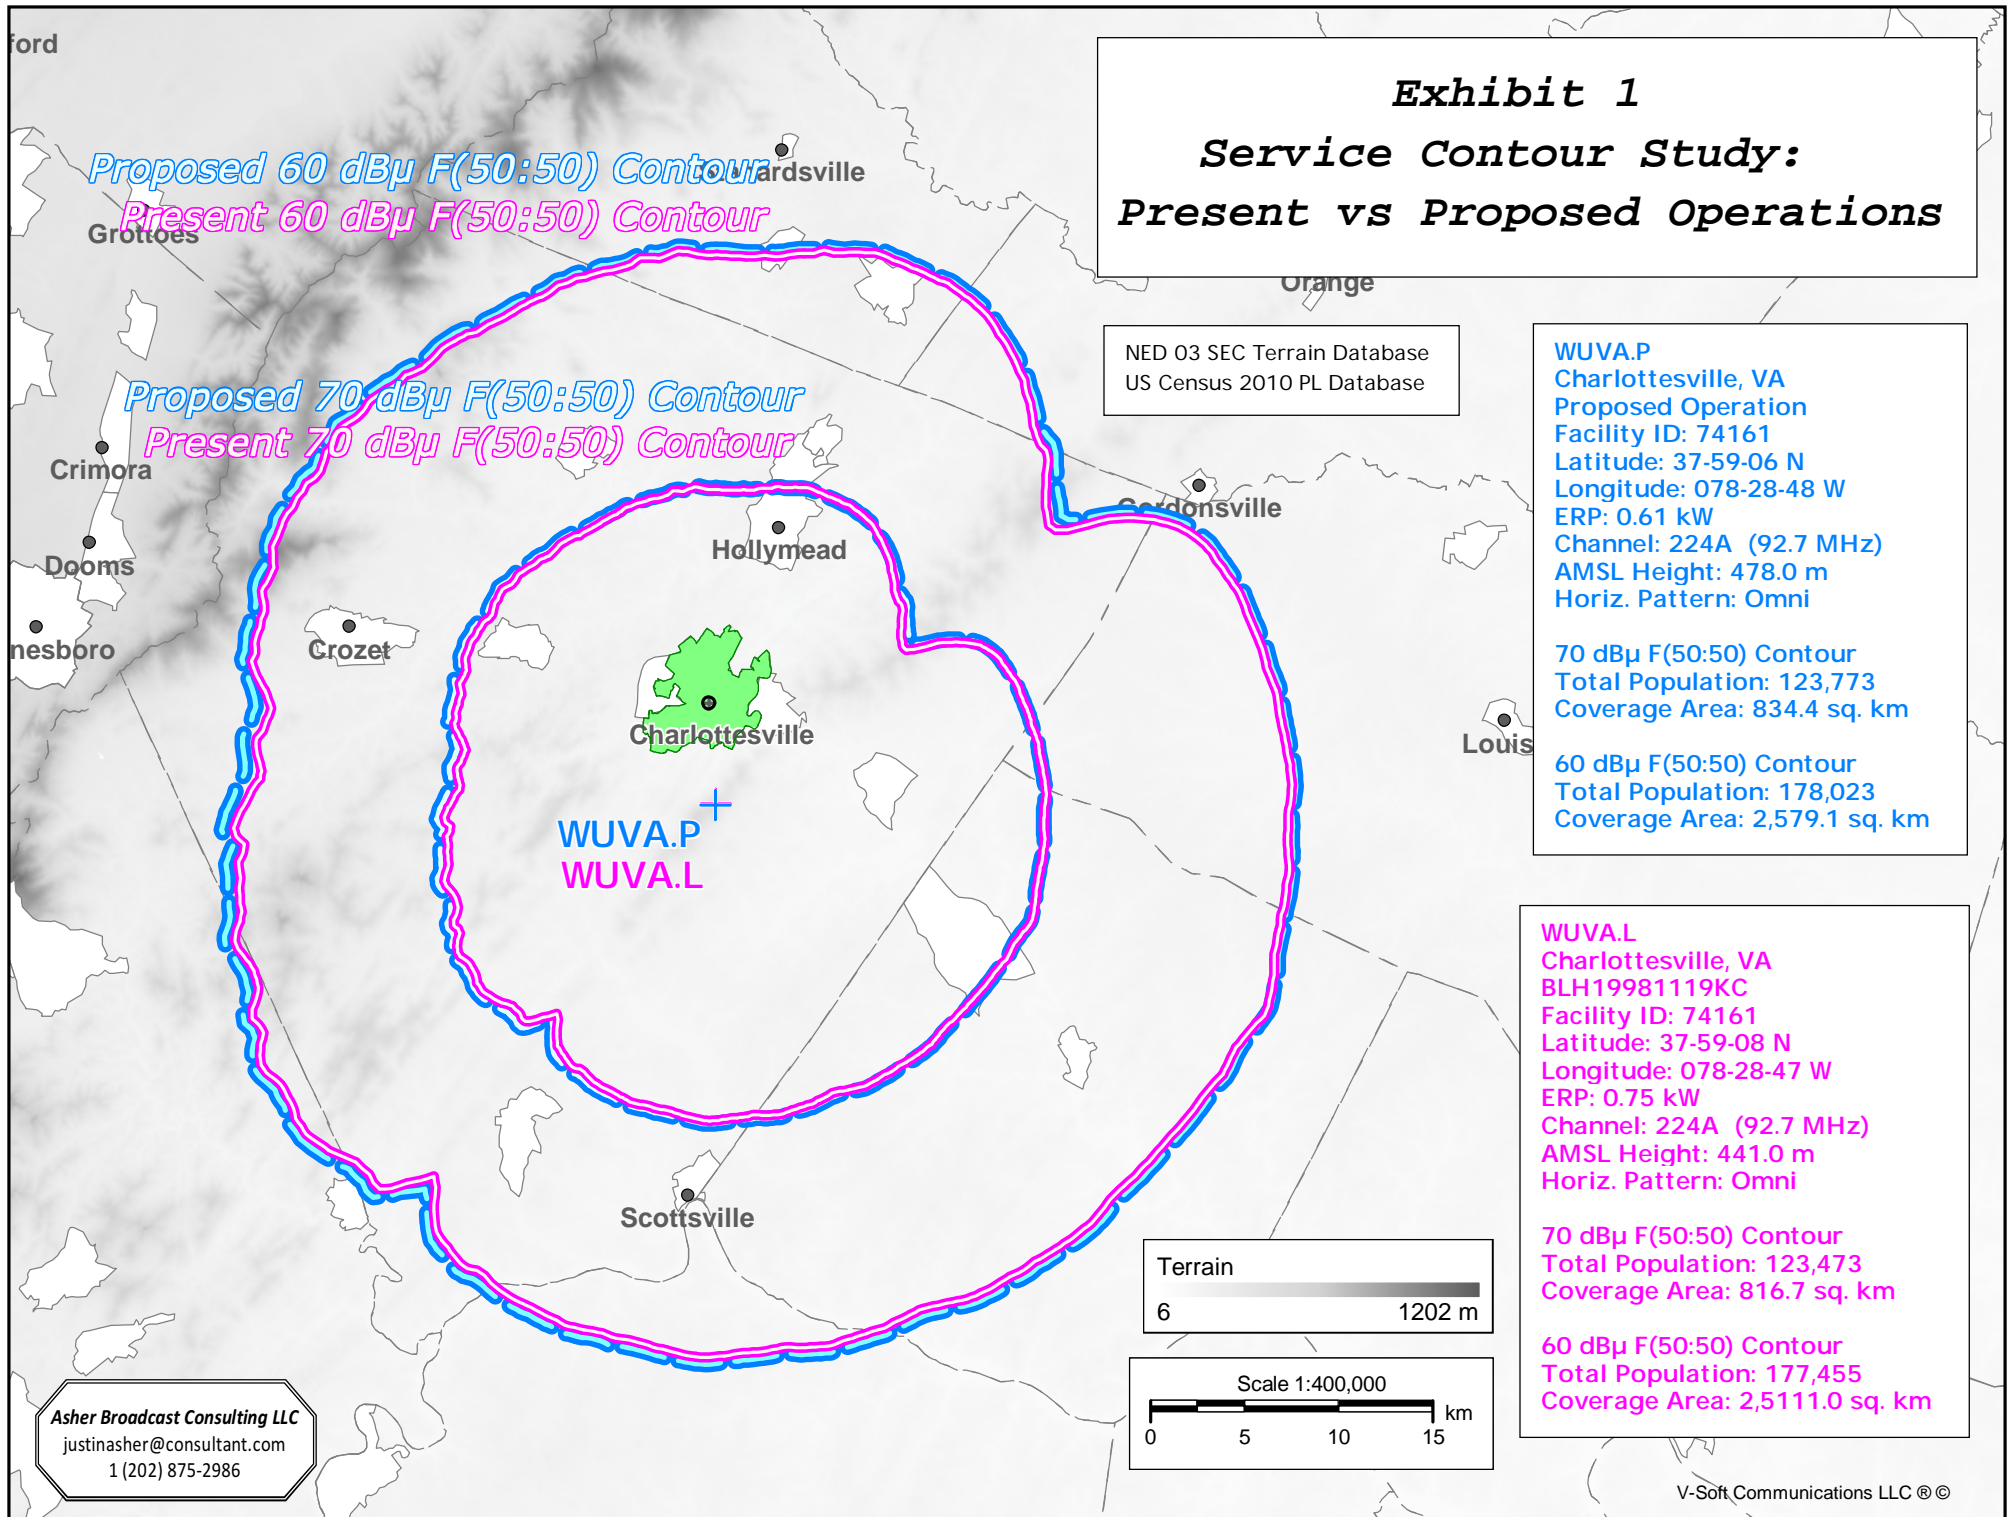 Exhibit 1
Service Contour Study:
Present vs Proposed Operations
ford
Proposed 60 dBµ F(50:50) Contour
Present 60 dBµ F(50:50) Contour
Grottoes
Orange
NED 03 SEC Terrain Database
US Census 2010 PL Database
Proposed 70 dBµ F(50:50) Contour
Present 70 dBµ F(50:50) Contour
Crimora
Gordonsville
Hollymead
Dooms
nesboro
Crozet
Charlottesville
Louis
WUVA.P
WUVA.L
Scottsville
WUVA.P
Charlottesville, VA
Proposed Operation
Facility ID: 74161
Latitude: 37-59-06 N
Longitude: 078-28-48 W
ERP: 0.61 kW
Channel: 224A (92.7 MHz)
AMSL Height: 478.0 m
Horiz. Pattern: Omni
70 dBµ F(50:50) Contour
Total Population: 123,773
Coverage Area: 834.4 sq. km
60 dBµ F(50:50) Contour
Total Population: 178,023
Coverage Area: 2,579.1 sq. km
WUVA.L
Charlottesville, VA
BLH19981119KC
Facility ID: 74161
Latitude: 37-59-08 N
Longitude: 078-28-47 W
ERP: 0.75 kW
Channel: 224A (92.7 MHz)
AMSL Height: 441.0 m
Horiz. Pattern: Omni
70 dBµ F(50:50) Contour
Total Population: 123,473
Coverage Area: 816.7 sq. km
60 dBµ F(50:50) Contour
Total Population: 177,455
Coverage Area: 2,5111.0 sq. km
Terrain
6 1202 m
Scale 1:400,000
km
0 5 10 15
Asher Broadcast Consulting LLC
justinasher@consultant.com
1 (202) 875-2986
V-Soft Communications LLC ® ©